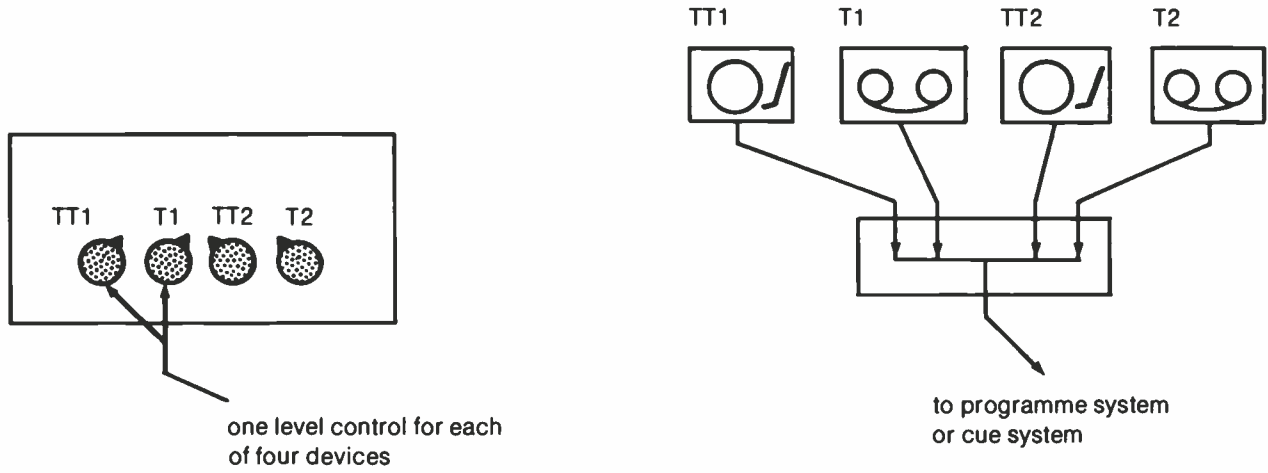 TT1 T1 TT2 T2
one level control for each
of four devices
TT1 T1 TT2 T2
to programme system
or cue system